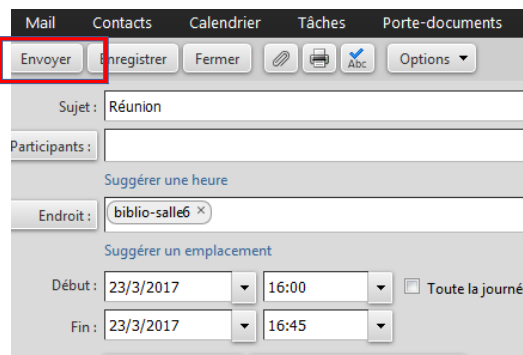 Mail Contacts Calendrier Tâches Porte-documents
Envoyer Enregistrer Fermer Abc Options
Sujet : Réunion
Participants :
Suggérer une heure
Endroit : biblio-salle6 ×
Suggérer un emplacement
Début : 23/3/2017 16:00 Toute la journé
Fin : 23/3/2017 16:45